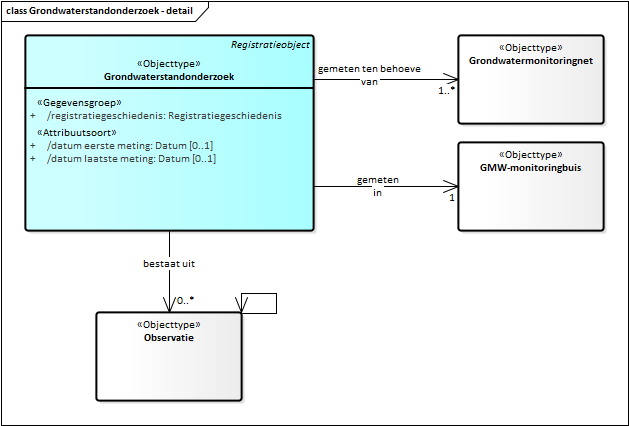 class Grondwaterstandonderzoek - detail
Registratieobject
«Objecttype»
Grondwaterstandonderzoek
«Gegevensgroep»
+ /registratiegeschiedenis: Registratiegeschiedenis
«Attribuutsoort»
+ /datum eerste meting: Datum [0..1]
+ /datum laatste meting: Datum [0..1]
gemeten ten behoeve
van
1..*
«Objecttype»
Grondwatermonitoringnet
gemeten
in
1
«Objecttype»
GMW-monitoringbuis
bestaat uit
0..*
«Objecttype»
Observatie